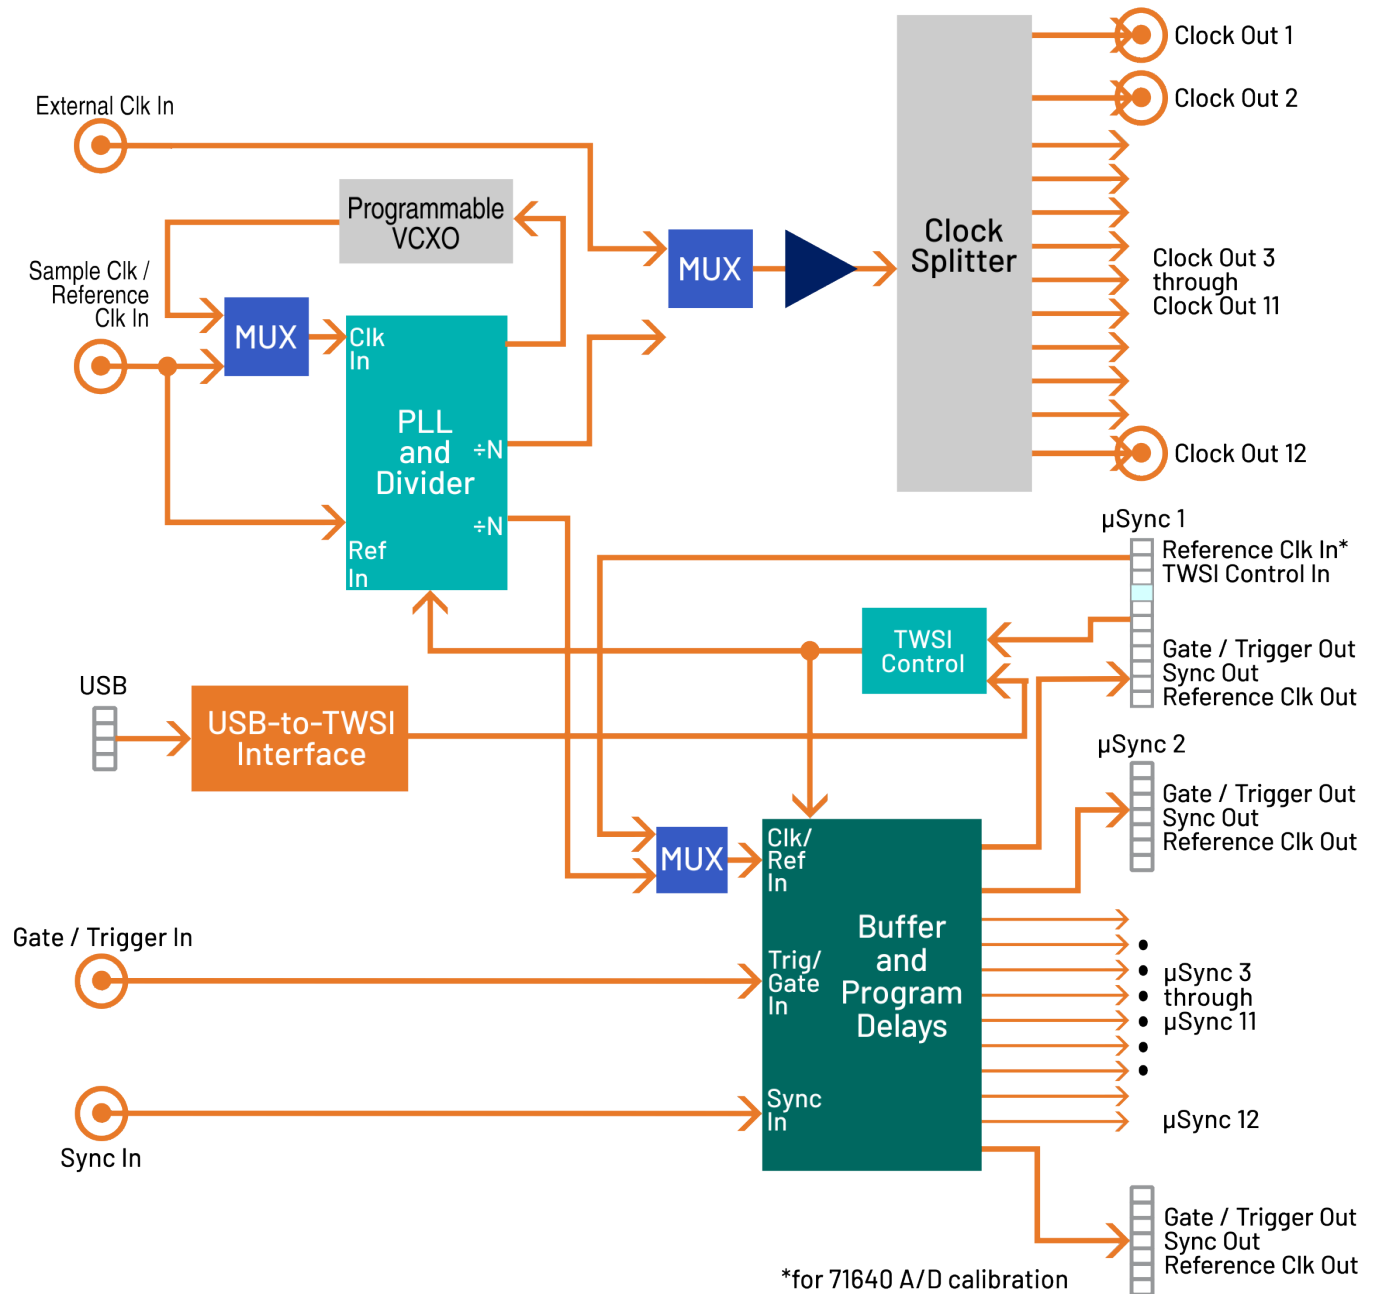 Clock Out 1
Clock Out 2
External Clk In
Programmable
VCXO
Clock
Splitter
MUX
Sample Clk /
Reference
Clk In
Clock Out 3
through
Clock Out 11
MUX
Clk
In
PLL
and
Divider
÷N
÷N
Ref
In
Clock Out 12
µSync 1
Reference Clk In*
TWSI Control In
Gate / Trigger Out
Sync Out
Reference Clk Out
TWSI
Control
USB
USB-to-TWSI
Interface
µSync 2
Gate / Trigger Out
Sync Out
Reference Clk Out
MUX
Clk/
Ref
In
Buffer
and
Program
Delays
Gate / Trigger In
Trig/
Gate
In
µSync 3
through
µSync 11
Sync
In
µSync 12
Sync In
Gate / Trigger Out
Sync Out
Reference Clk Out
*for 71640 A/D calibration